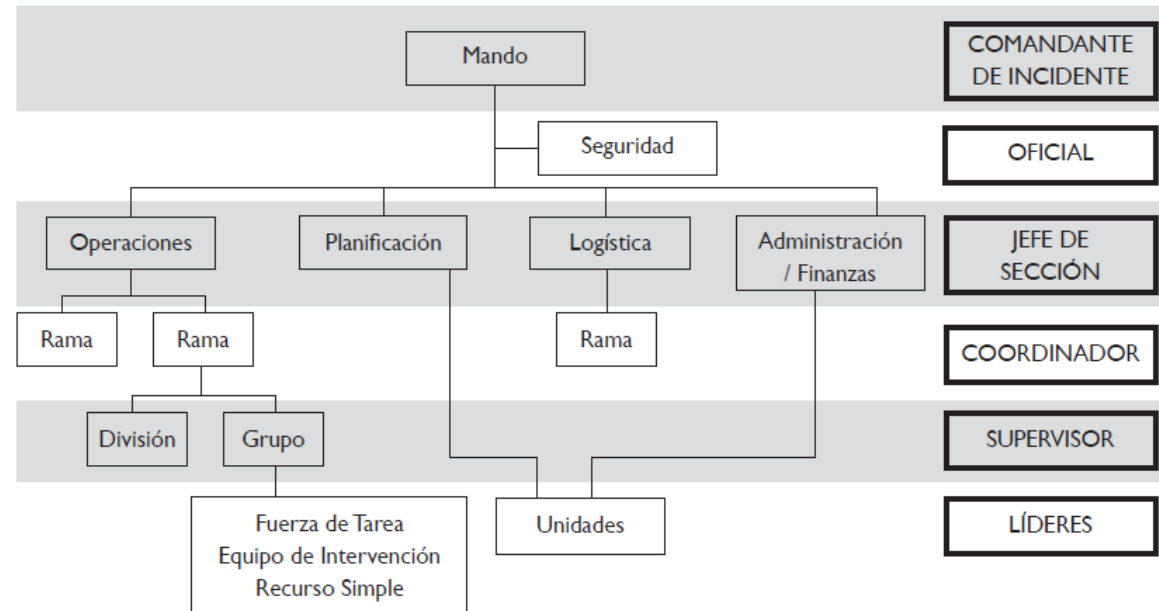 Mando
COMANDANTE
DE INCIDENTE
Seguridad
OFICIAL
Operaciones
Planificación
Logística
Administración
/ Finanzas
JEFE DE
SECCIÓN
Rama
Rama
Rama
COORDINADOR
División
Grupo
SUPERVISOR
Fuerza de Tarea
Equipo de Intervención
Recurso Simple
Unidades
LÍDERES